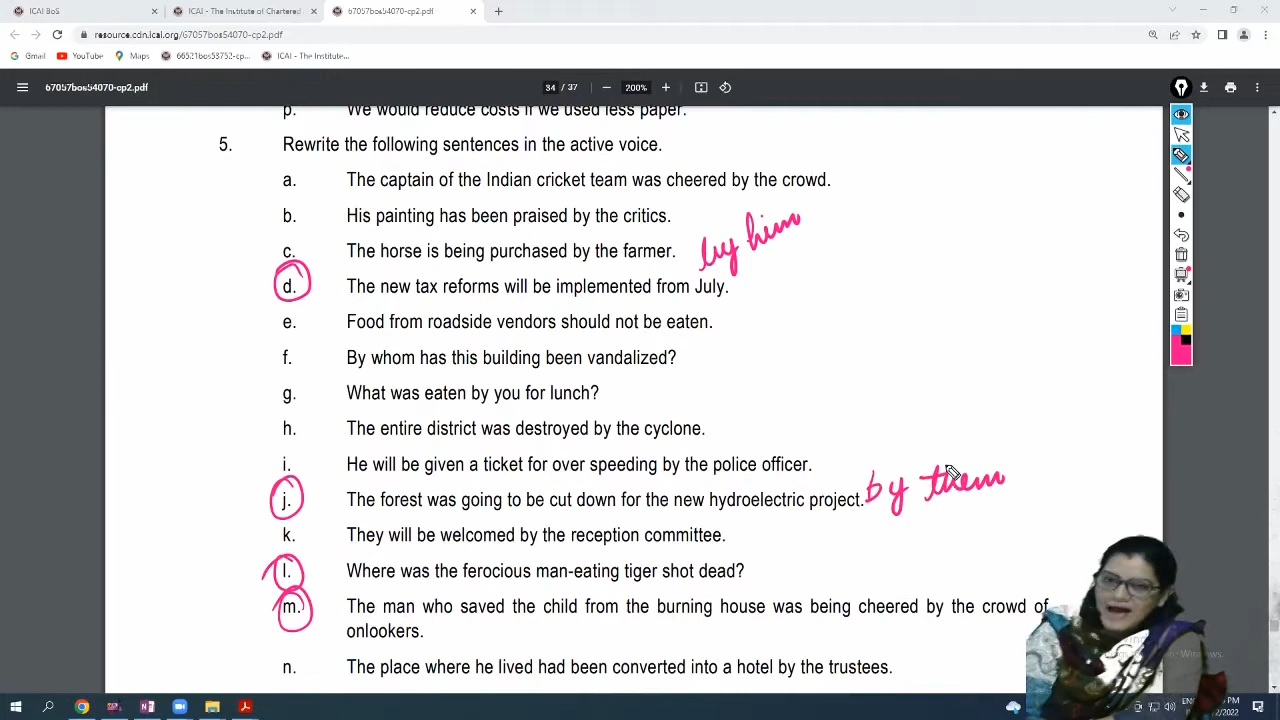 ICAI BoS
ICAI - The Institute of Chartered
67057bos54070-cp2.pdf
resource.cdn.icai.org/67057bos54070-cp2.pdf
Gmail YouTube Maps 66521bos53752-cp... ICAI - The Institute...
67057bos54070-cp2.pdf 34 / 37 200%
p. We would reduce costs if we used less paper.
5. Rewrite the following sentences in the active voice.
a. The captain of the Indian cricket team was cheered by the crowd.
b. His painting has been praised by the critics.
c. The horse is being purchased by the farmer. by him
d. The new tax reforms will be implemented from July.
e. Food from roadside vendors should not be eaten.
f. By whom has this building been vandalized?
g. What was eaten by you for lunch?
h. The entire district was destroyed by the cyclone.
i. He will be given a ticket for over speeding by the police officer.
j. The forest was going to be cut down for the new hydroelectric project. by them
k. They will be welcomed by the reception committee.
l. Where was the ferocious man-eating tiger shot dead?
m. The man who saved the child from the burning house was being cheered by the crowd of
onlookers.
n. The place where he lived had been converted into a hotel by the trustees.